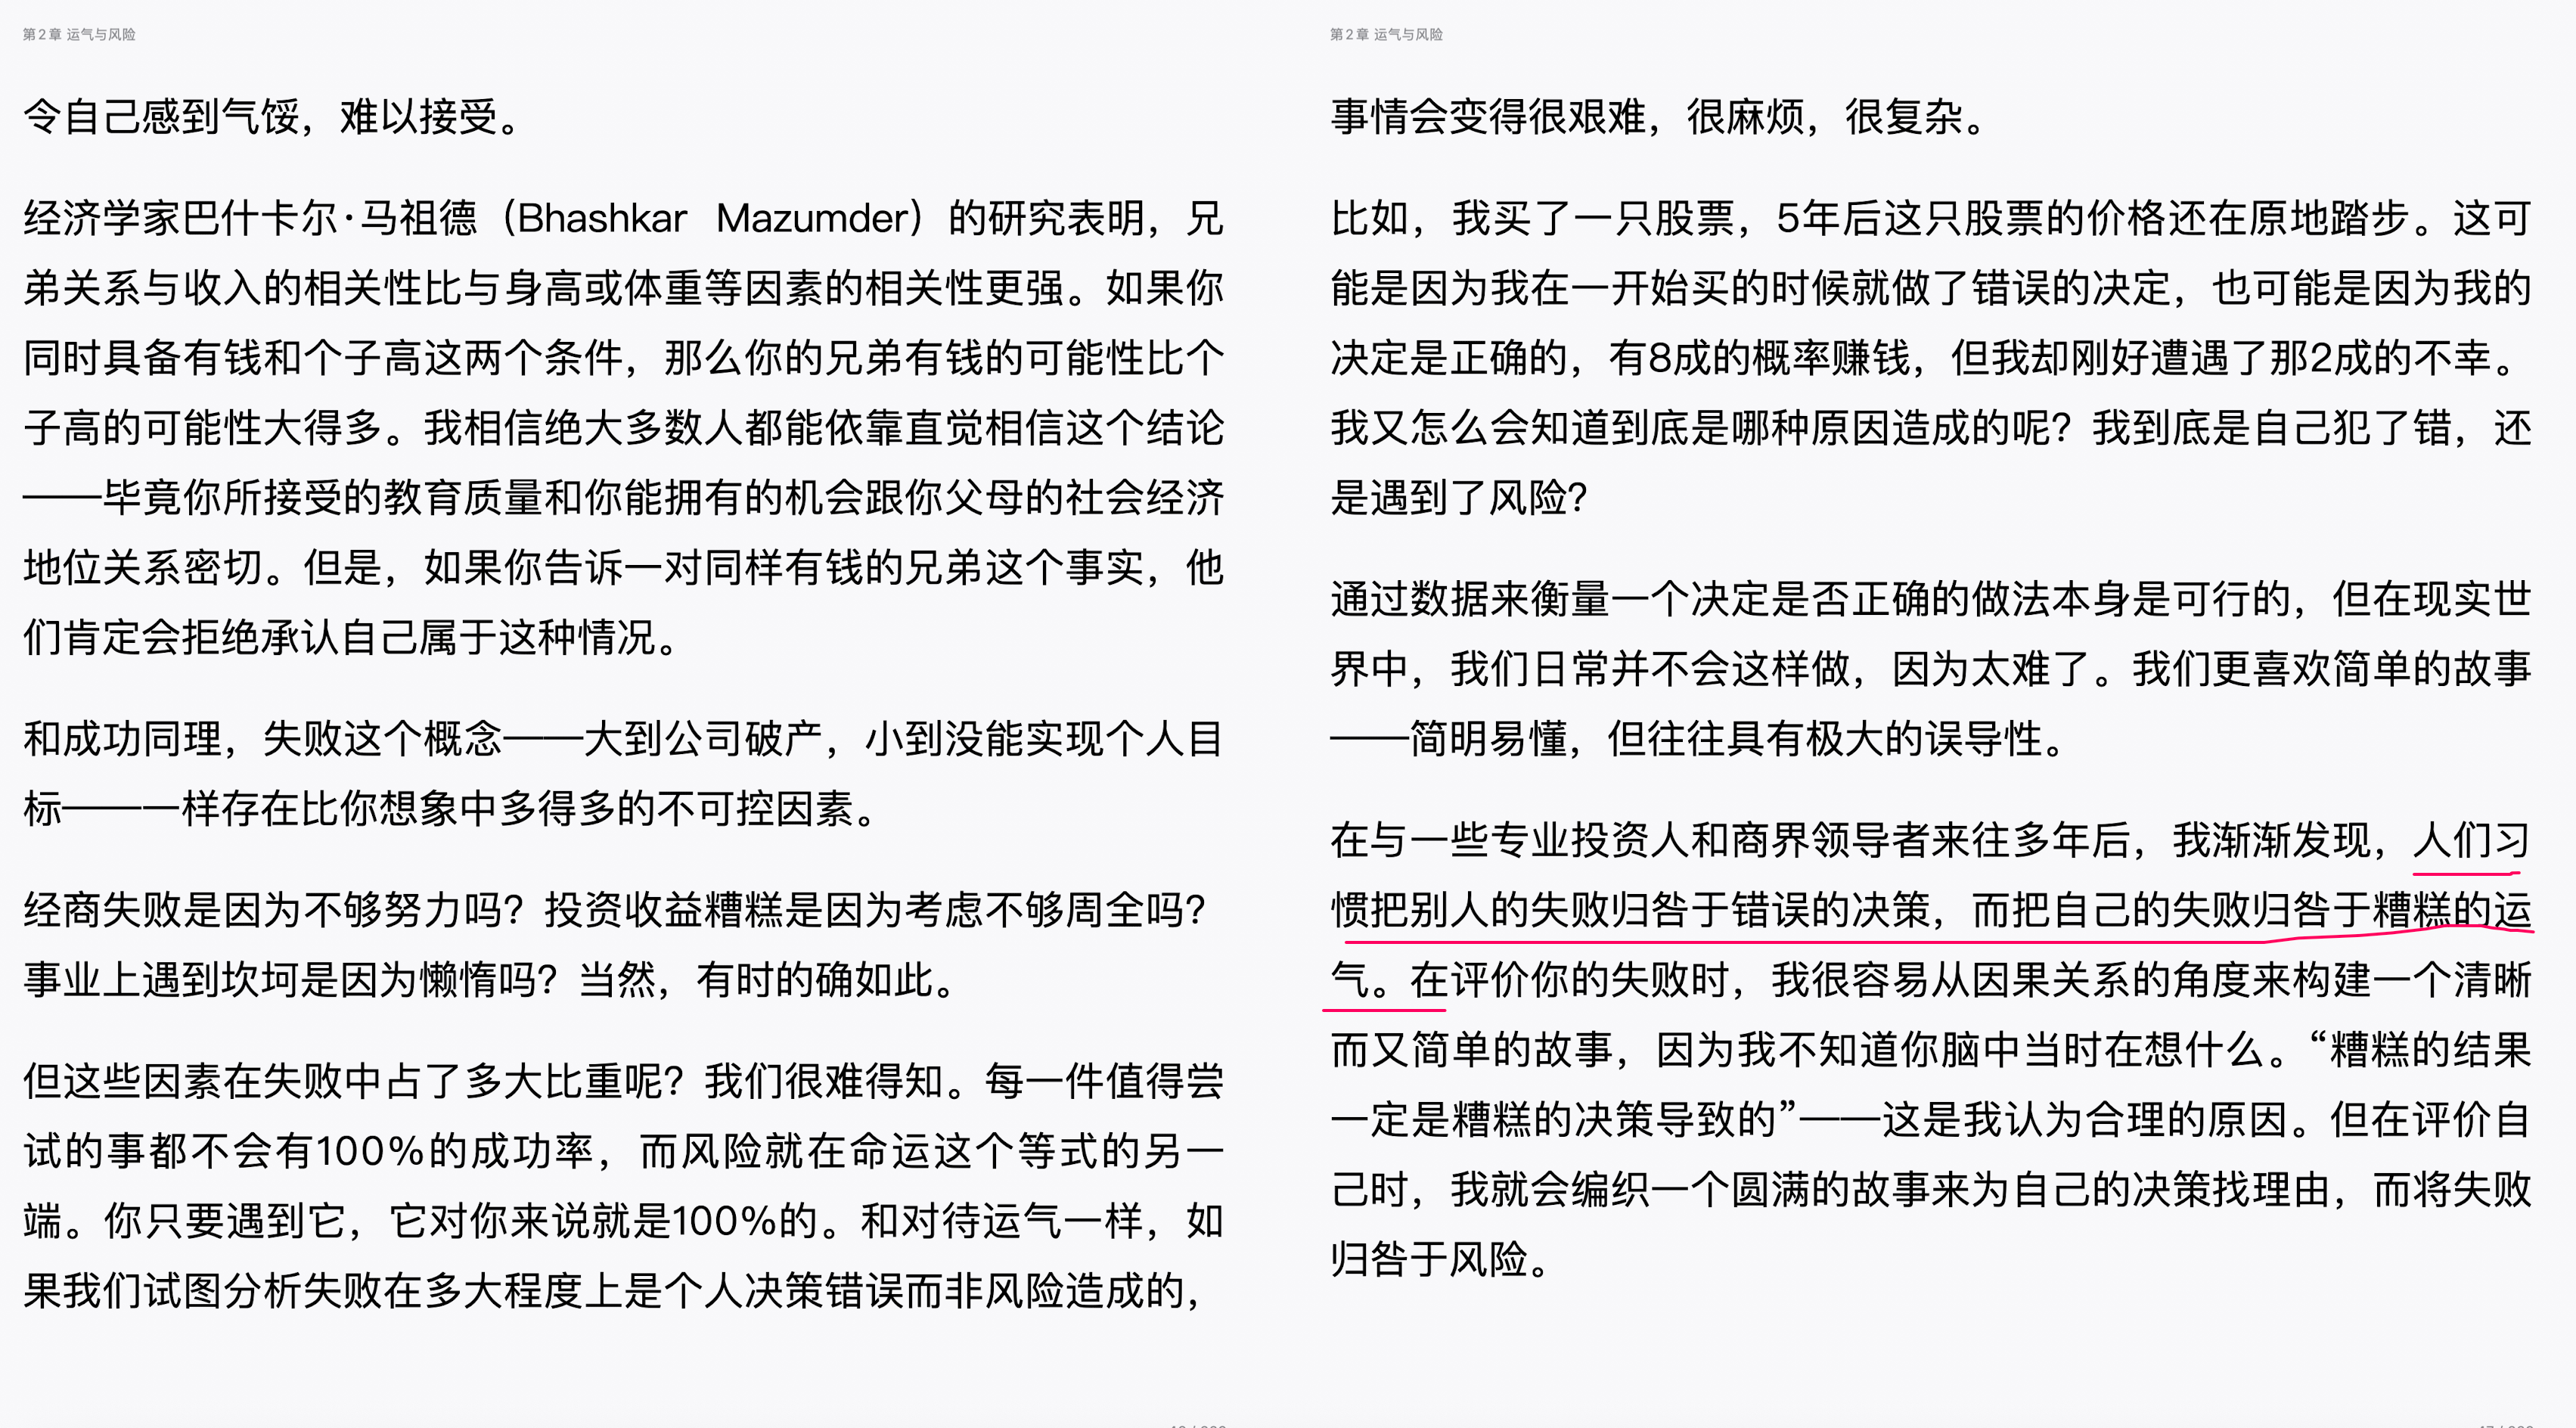 第2章 运气与风险
令自己感到气馁，难以接受。
经济学家巴什卡尔·马祖德（Bhashkar Mazumder）的研究表明，兄
弟关系与收入的相关性比与身高或体重等因素的相关性更强。如果你
同时具备有钱和个子高这两个条件，那么你的兄弟有钱的可能性比个
子高的可能性大得多。我相信绝大多数人都能依靠直觉相信这个结论
——毕竟你所接受的教育质量和你能拥有的机会跟你父母的社会经济
地位关系密切。但是，如果你告诉一对同样有钱的兄弟这个事实，他
们肯定会拒绝承认自己属于这种情况。
和成功同理，失败这个概念——大到公司破产，小到没能实现个人目
标——一样存在比你想象中多得多的不可控因素。
经商失败是因为不够努力吗？投资收益糟糕是因为考虑不够周全吗？
事业上遇到坎坷是因为懒惰吗？当然，有时的确如此。
但这些因素在失败中占了多大比重呢？我们很难得知。每一件值得尝
试的事都不会有100%的成功率，而风险就在命运这个等式的另一
端。你只要遇到它，它对你来说就是100%的。和对待运气一样，如
果我们试图分析失败在多大程度上是个人决策错误而非风险造成的，
第2章 运气与风险
事情会变得很艰难，很麻烦，很复杂。
比如，我买了一只股票，5年后这只股票的价格还在原地踏步。这可
能是因为我在一开始买的时候就做了错误的决定，也可能是因为我的
决定是正确的，有8成的概率赚钱，但我却刚好遭遇了那2成的不幸。
我又怎么会知道到底是哪种原因造成的呢？我到底是自己犯了错，还
是遇到了风险？
通过数据来衡量一个决定是否正确的做法本身是可行的，但在现实世
界中，我们日常并不会这样做，因为太难了。我们更喜欢简单的故事
——简明易懂，但往往具有极大的误导性。
在与一些专业投资人和商界领导者来往多年后，我渐渐发现，人们习
惯把别人的失败归咎于错误的决策，而把自己的失败归咎于糟糕的运
气。在评价你的失败时，我很容易从因果关系的角度来构建一个清晰
而又简单的故事，因为我不知道你脑中当时在想什么。“糟糕的结果
一定是糟糕的决策导致的”——这是我认为合理的原因。但在评价自
己时，我就会编织一个圆满的故事来为自己的决策找理由，而将失败
归咎于风险。